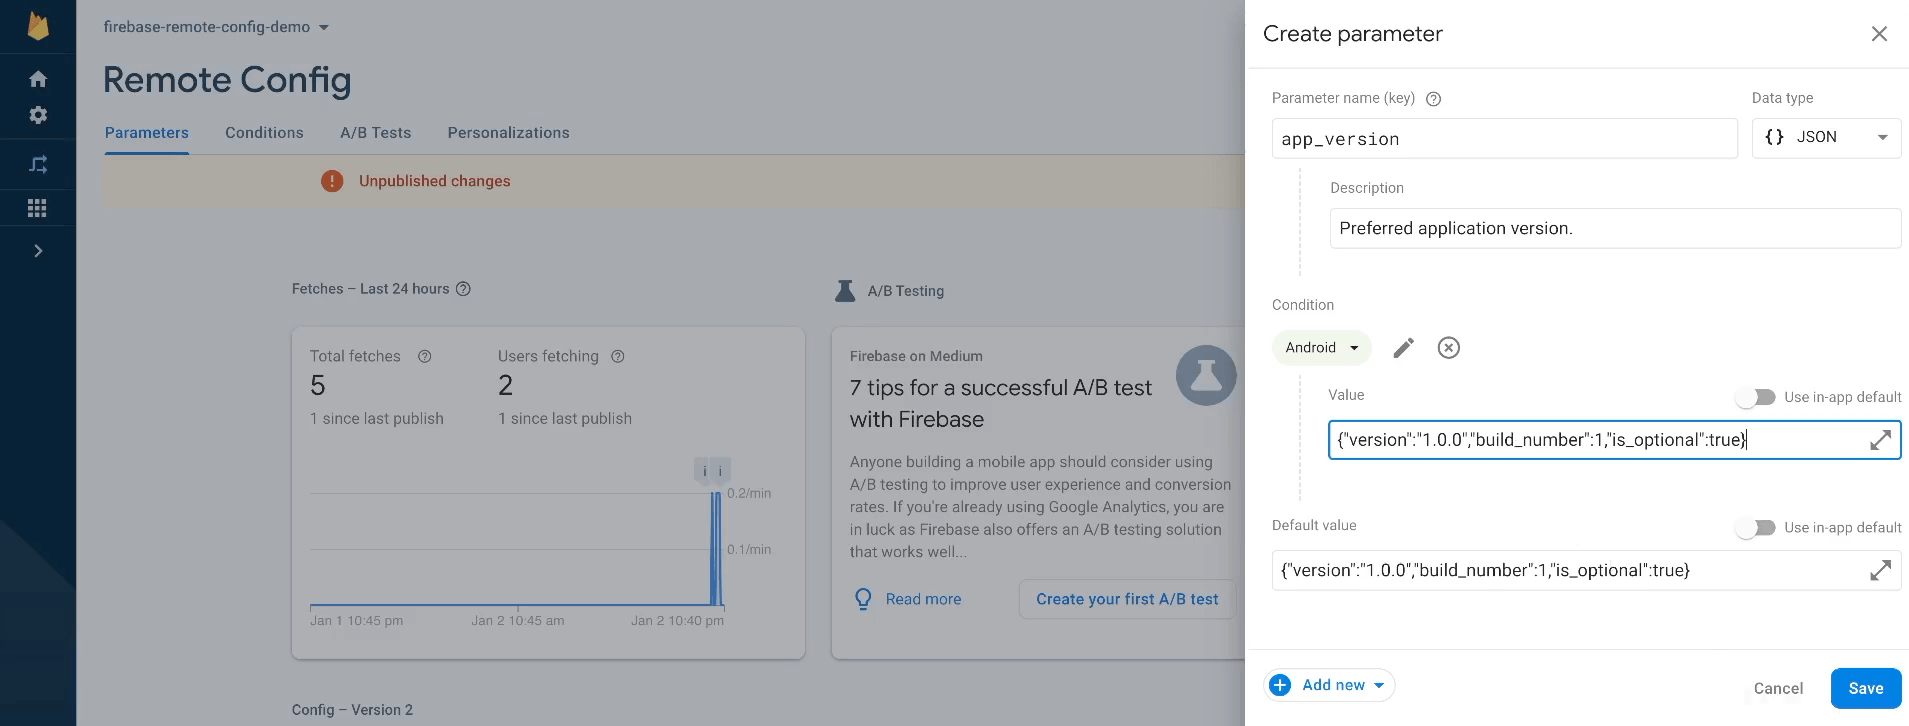 firebase-remote-config-demo
Remote Config
Parameters Conditions A/B Tests Personalizations
Unpublished changes
Fetches – Last 24 hours
Total fetches
5
1 since last publish
Users fetching
2
1 since last publish
i i
0.2/min
0.1/min
Jan 1 10:45 pm Jan 2 10:45 am Jan 2 10:40 pm
A/B Testing
Firebase on Medium
7 tips for a successful A/B test
with Firebase
Anyone building a mobile app should consider using
A/B testing to improve user experience and conversion
rates. If you're already using Google Analytics, you are
in luck as Firebase also offers an A/B testing solution
that works well...
Read more
Create your first A/B test
Config – Version 2
Create parameter
Parameter name (key)
Data type
app_version
{} JSON
Description
Preferred application version.
Condition
Android
Value
Use in-app default
{"version":"1.0.0","build_number":1,"is_optional":true}
Default value
Use in-app default
{"version":"1.0.0","build_number":1,"is_optional":true}
Add new
Cancel
Save